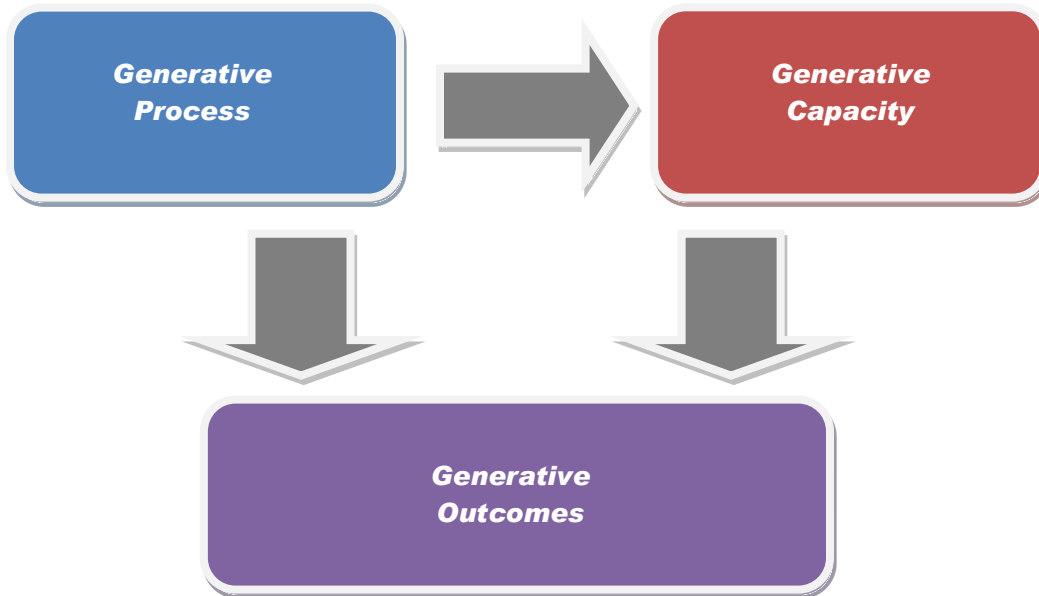 Generative
Process
Generative
Capacity
Generative
Outcomes